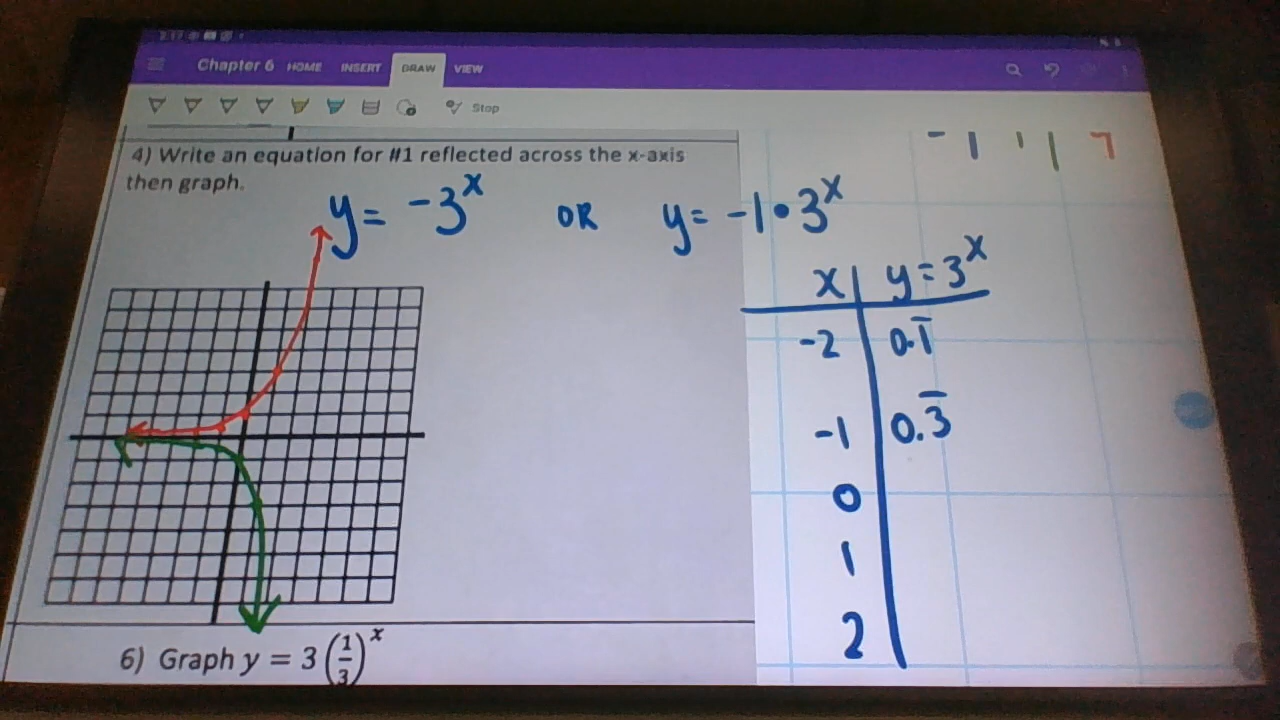 Chapter 6 HOME INSERT DRAW VIEW
Stop
4) Write an equation for #1 reflected across the x-axis
then graph.
y = -3^x OR y = -1•3^x
x | y = 3^x
-2 | 0.1̅
-1 | 0.3̅
0
1
2
6) Graph y = 3(1/3)^x